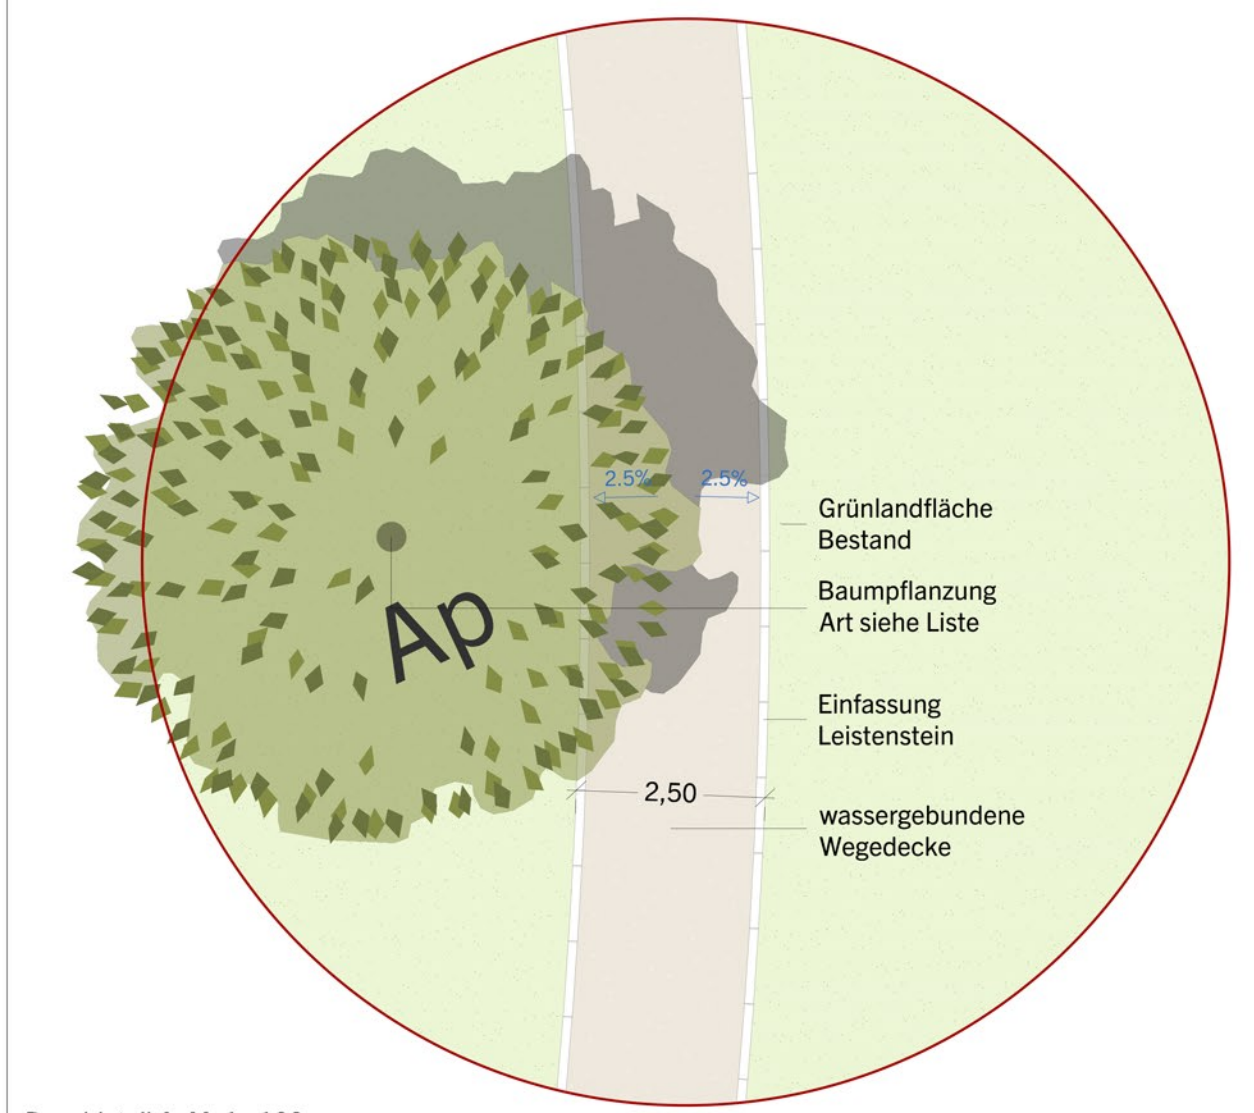 2.5% 2.5%
Grünlandfläche
Bestand
Baumpflanzung
Art siehe Liste
Ap
Einfassung
Leistenstein
2,50
wassergebundene
Wegedecke